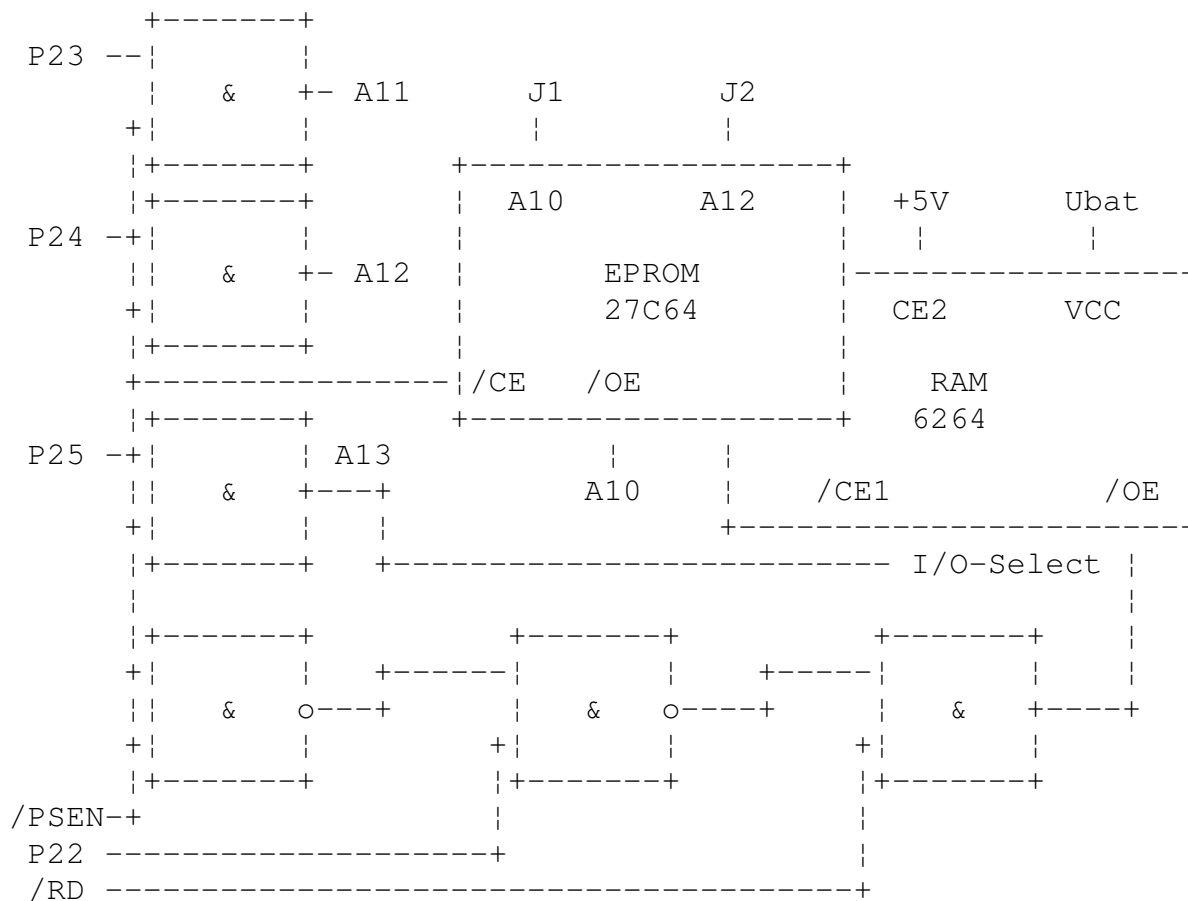 P23
& A11 J1 J2
A10 A12 +5V Ubat
P24
& A12 EPROM
27C64 CE2 VCC
/CE /OE RAM
6264
P25 A13
& A10 /CE1 /OE
I/O-Select
& & &
/PSEN
P22
/RD